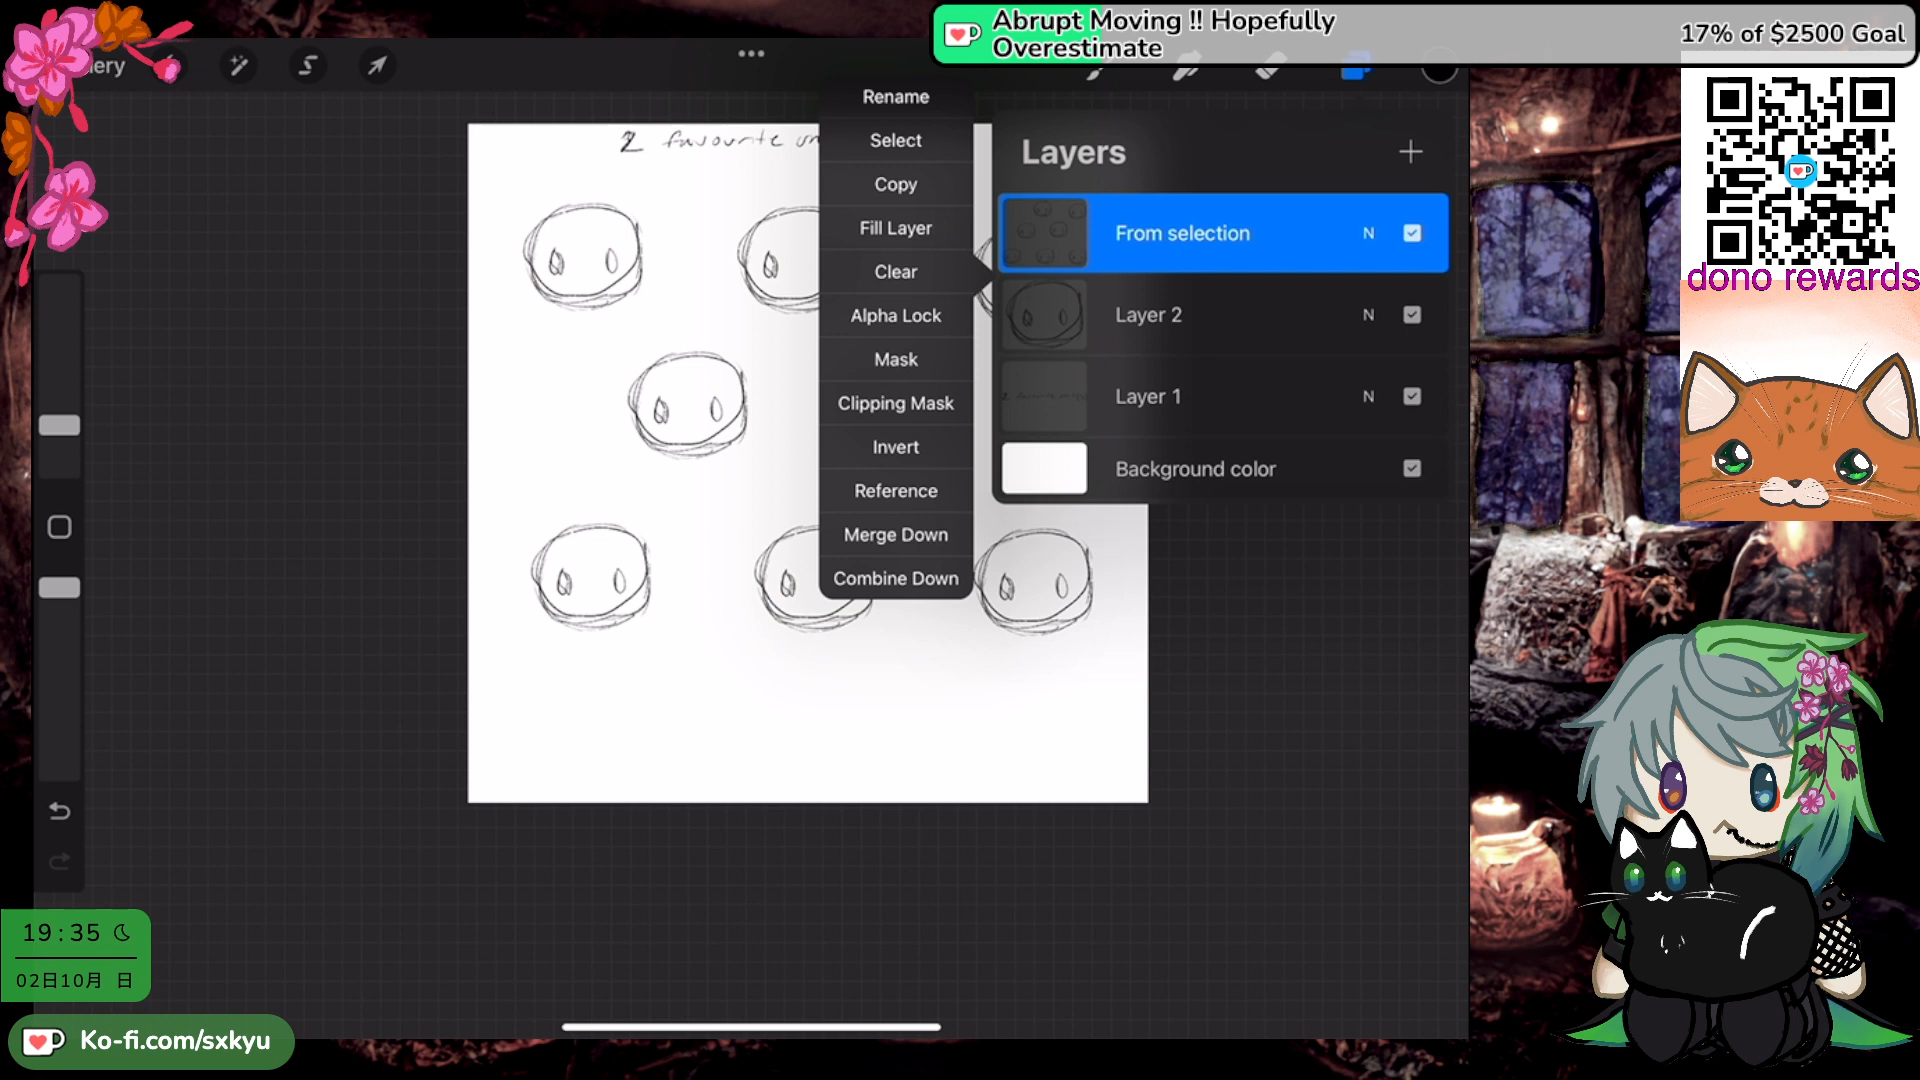 Abrupt Moving !! Hopefully
Overestimate
17% of $2500 Goal
Rename
2 favourite
Select
Layers
Copy
From selection N
Fill Layer
dono rewards
Clear
Layer 2 N
Alpha Lock
Mask
Layer 1 N
Clipping Mask
Invert
Background color
Reference
Merge Down
Combine Down
19:35
02日10月 日
Ko-fi.com/sxkyu